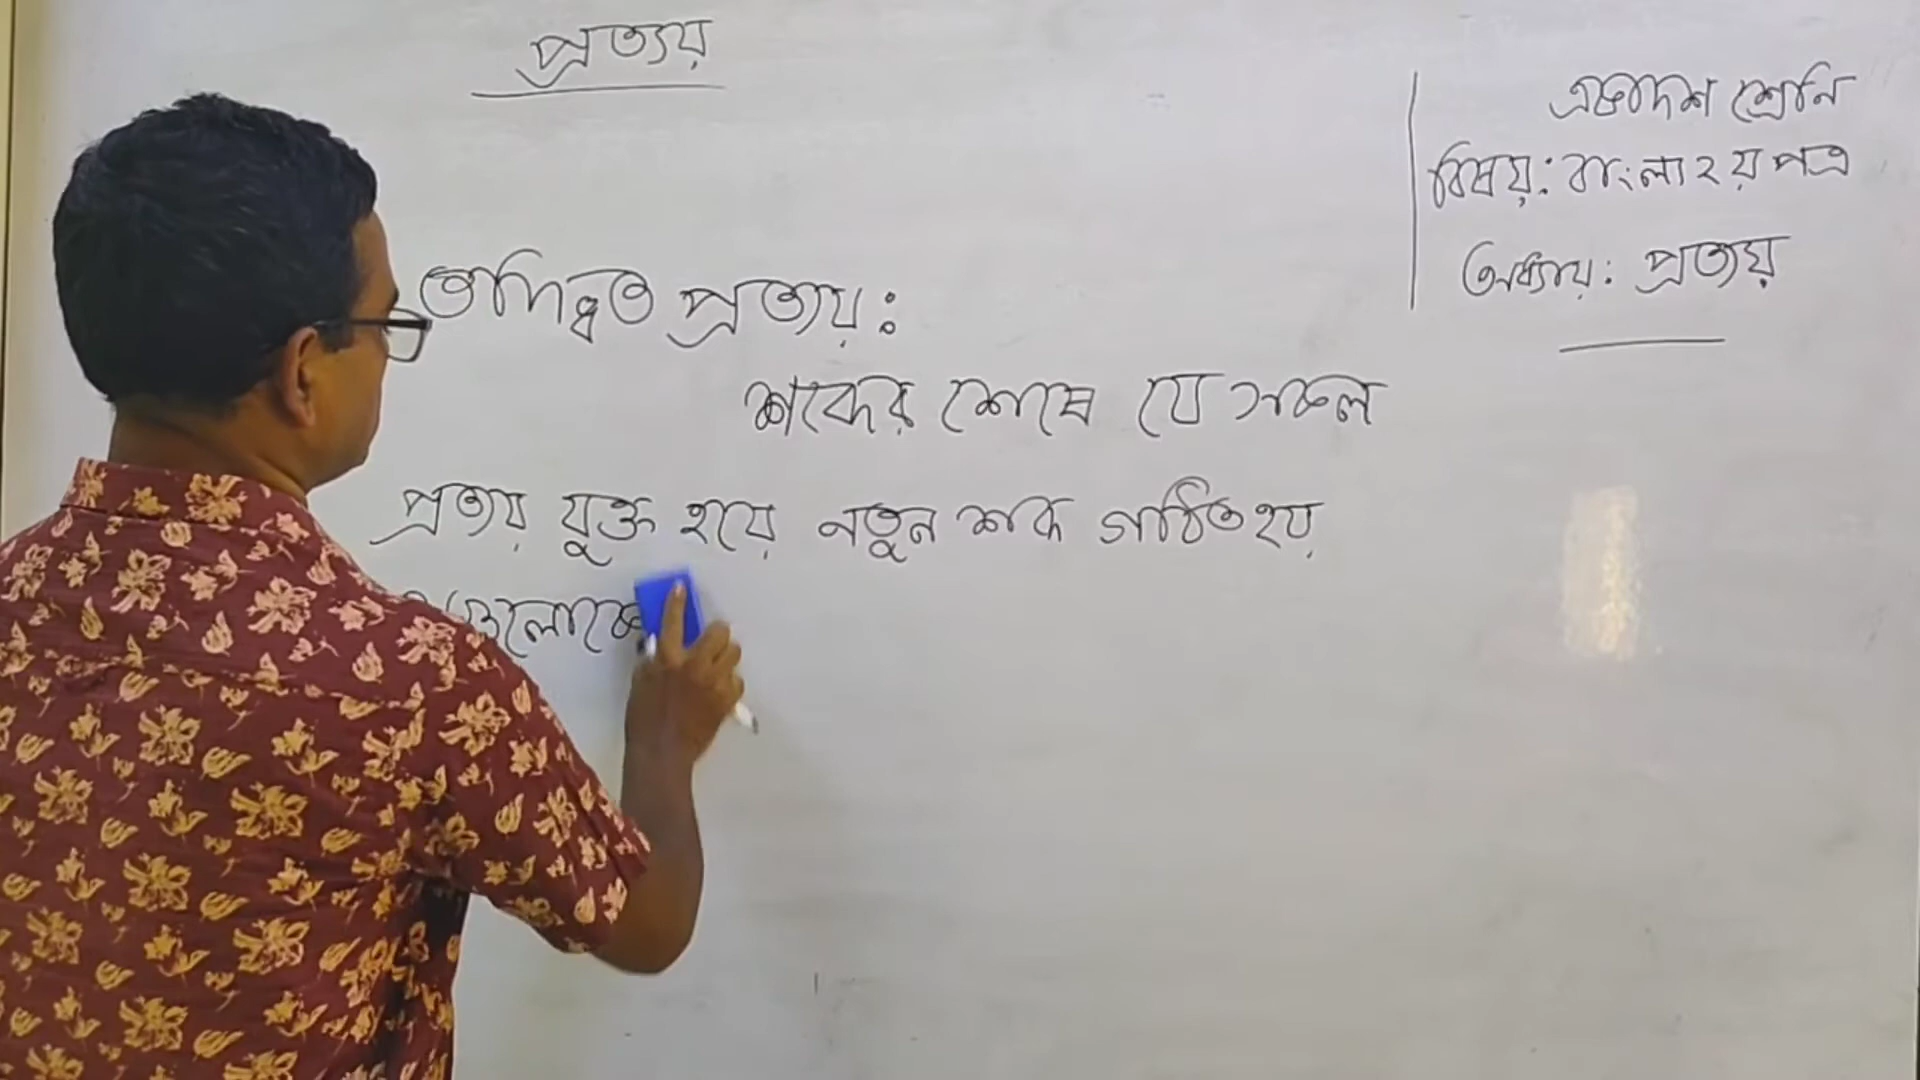 প্রত্যয়
একাদশ শ্রেনি
বিষয়: বাংলা ২য় পত্র
অধ্যায়: প্রত্যয়
তদ্ধিত প্রত্যয়:
শব্দের শেষে যে সকল
প্রত্যয় যুক্ত হয়ে নতুন শব্দ গঠিত হয়